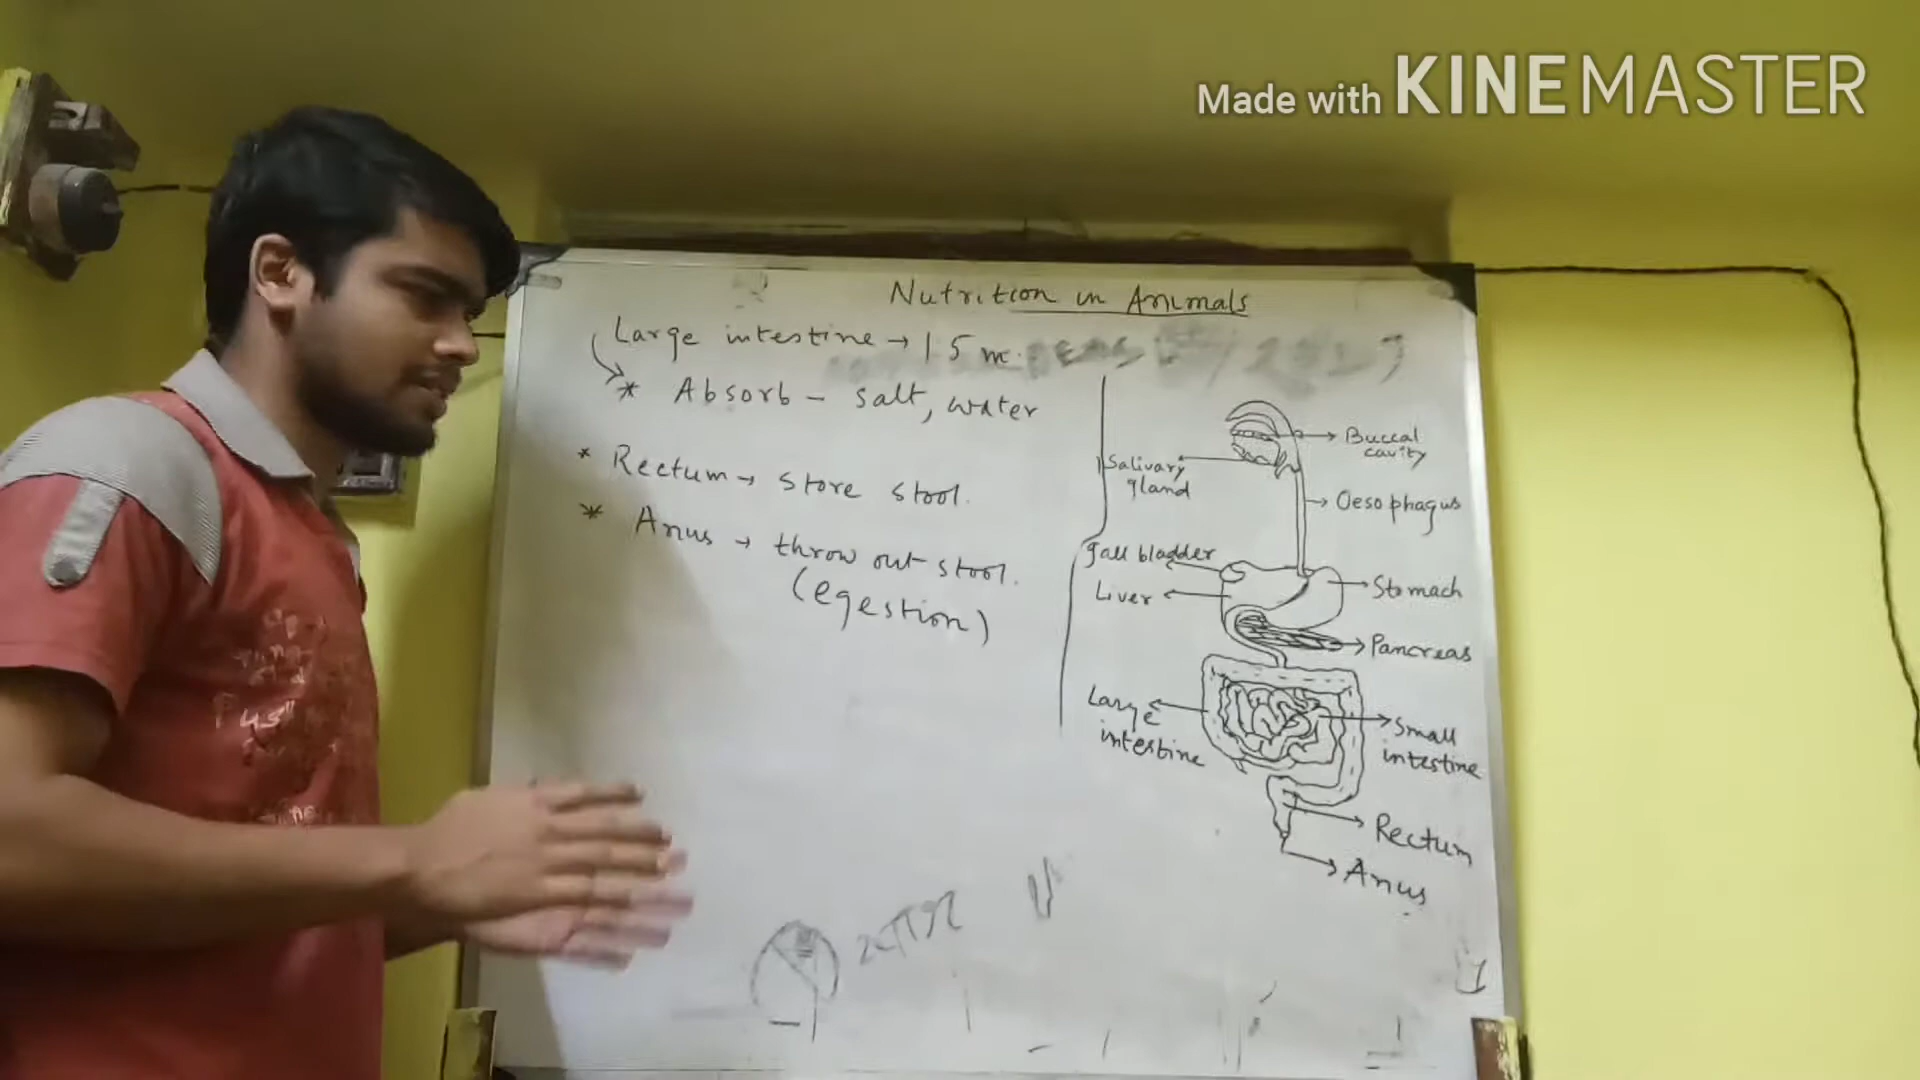 Made with KINEMASTER
Nutrition in Animals
Large intestine → 1.5 m.
* Absorb – salt, water
* Rectum → store stool.
* Anus → throw out stool.
(egestion)
Buccal
cavity
Salivary
gland
Oesophagus
gall bladder
Liver
Stomach
Pancreas
Large
intestine
Small
intestine
Rectum
Anus